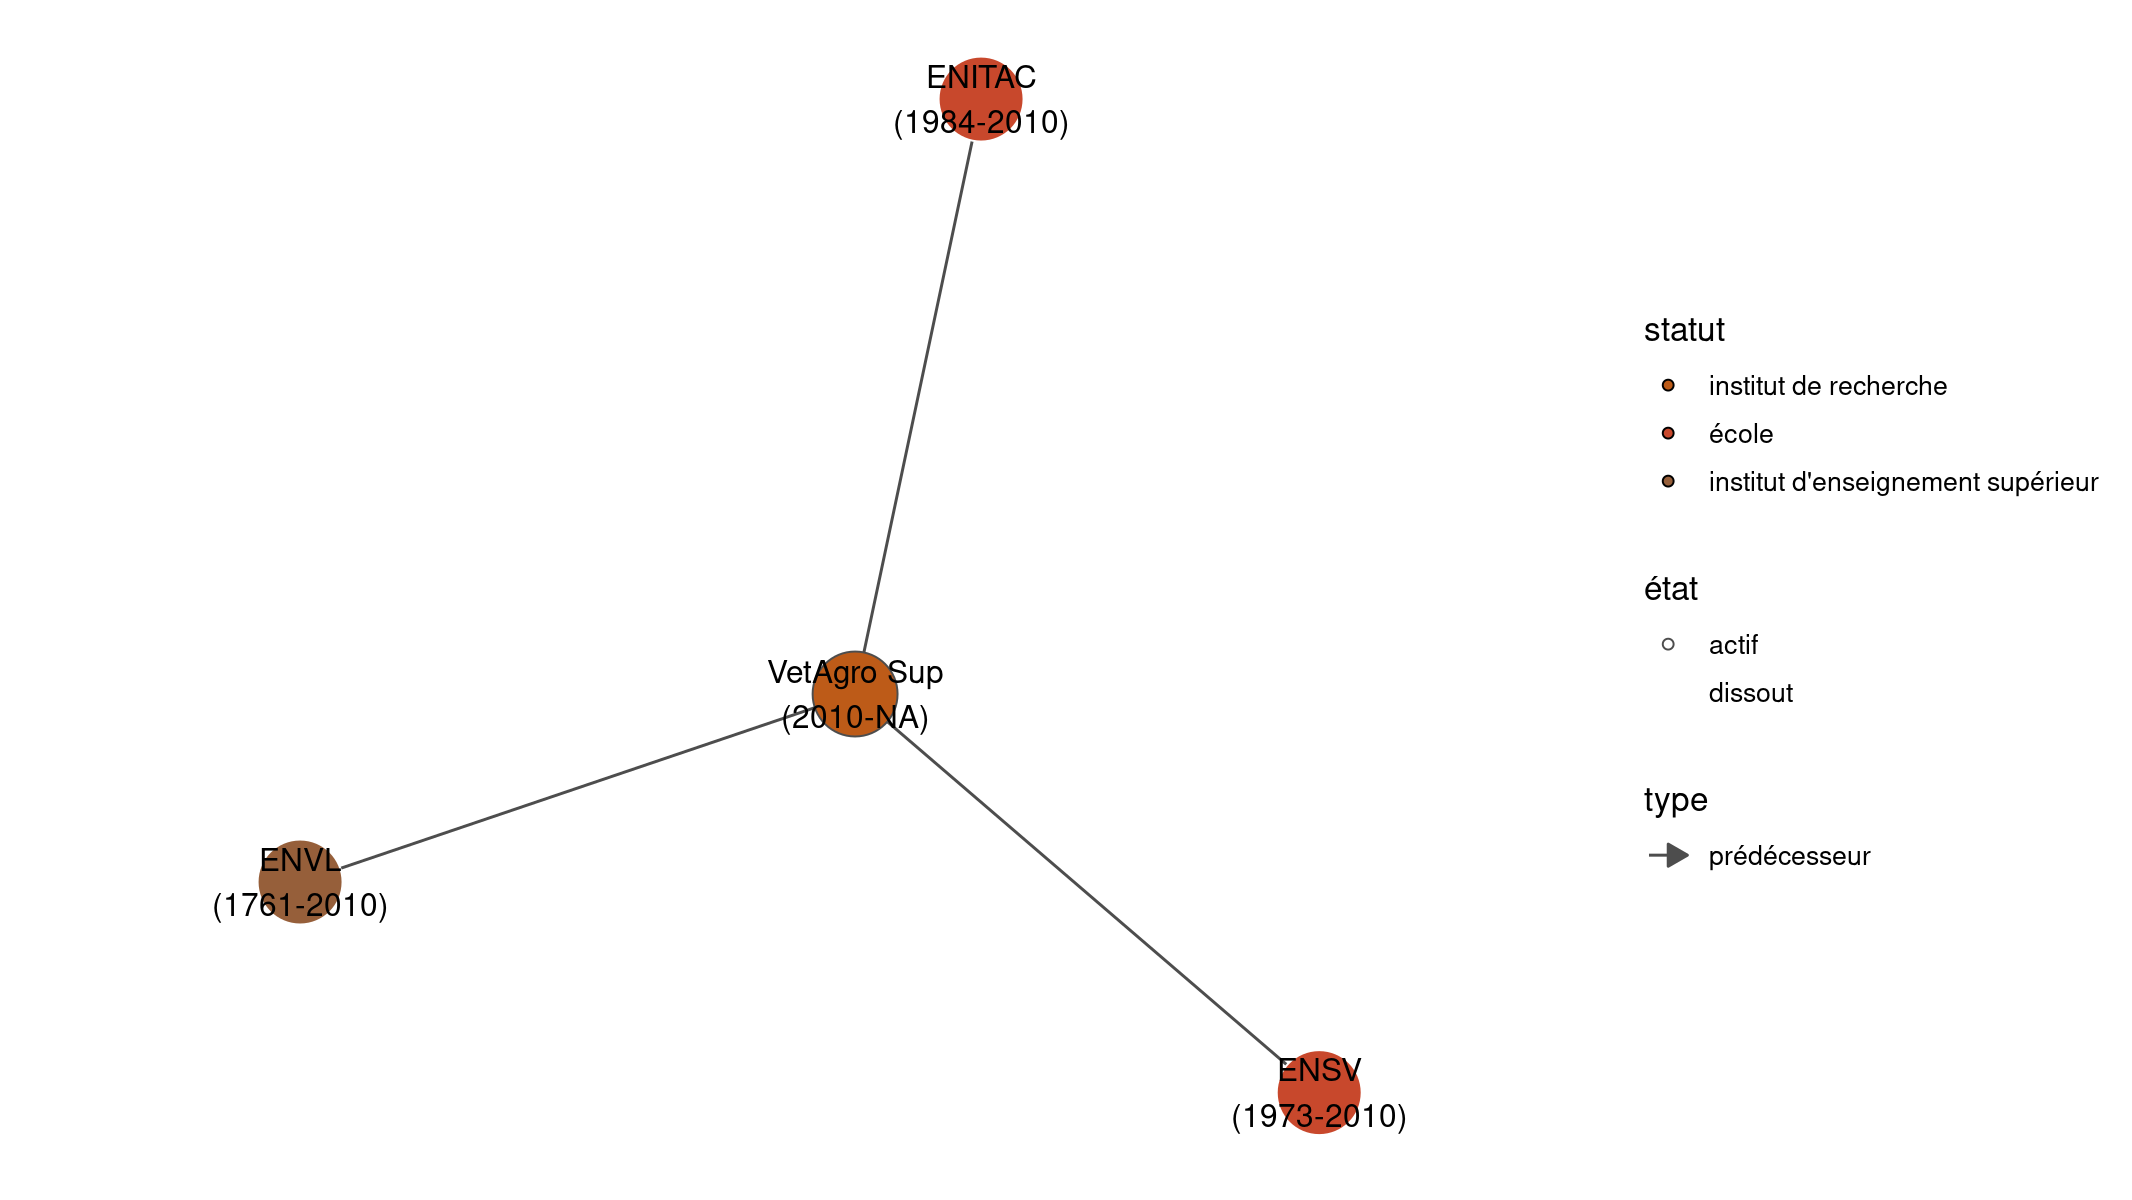 ENITAC
(1984-2010)
VetAgro Sup
(2010-NA)
ENVL
(1761-2010)
ENSV
(1973-2010)
statut
institut de recherche
école
institut d'enseignement supérieur
état
actif
dissout
type
prédécesseur